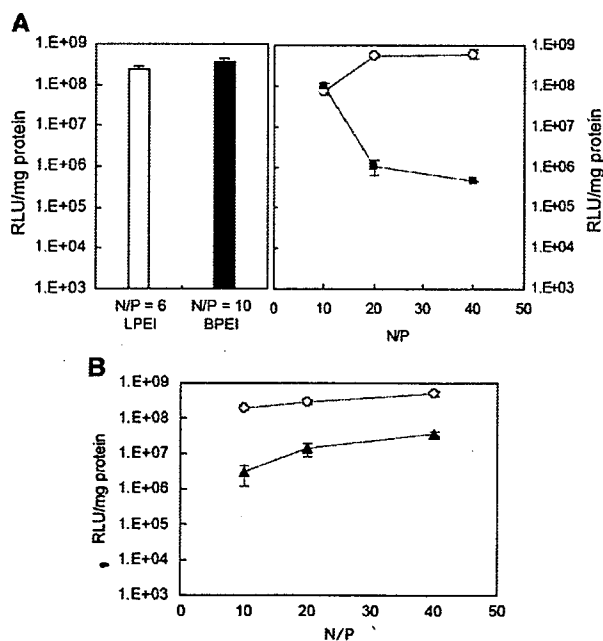 A
RLU/mg protein
1.E+09
1.E+08
1.E+07
1.E+06
1.E+05
1.E+04
1.E+03
N/P = 6
LPEI
N/P = 10
BPEI
1.E+09
1.E+08
1.E+07
1.E+06
1.E+05
1.E+04
1.E+03
RLU/mg protein
0 10 20 30 40 50
N/P
B
RLU/mg protein
1.E+09
1.E+08
1.E+07
1.E+06
1.E+05
1.E+04
1.E+03
0 10 20 30 40 50
N/P